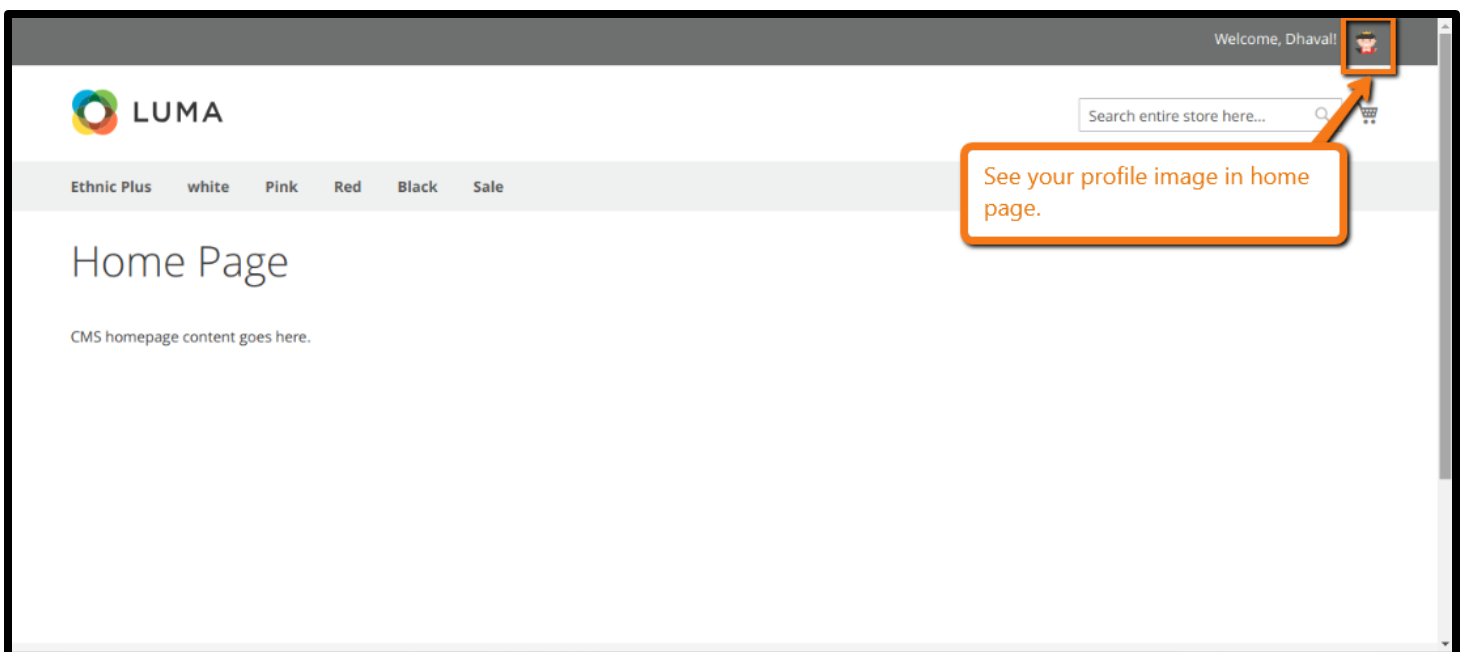 Welcome, Dhaval!
LUMA
Search entire store here...
Ethnic Plus white Pink Red Black Sale
See your profile image in home
page.
Home Page
CMS homepage content goes here.